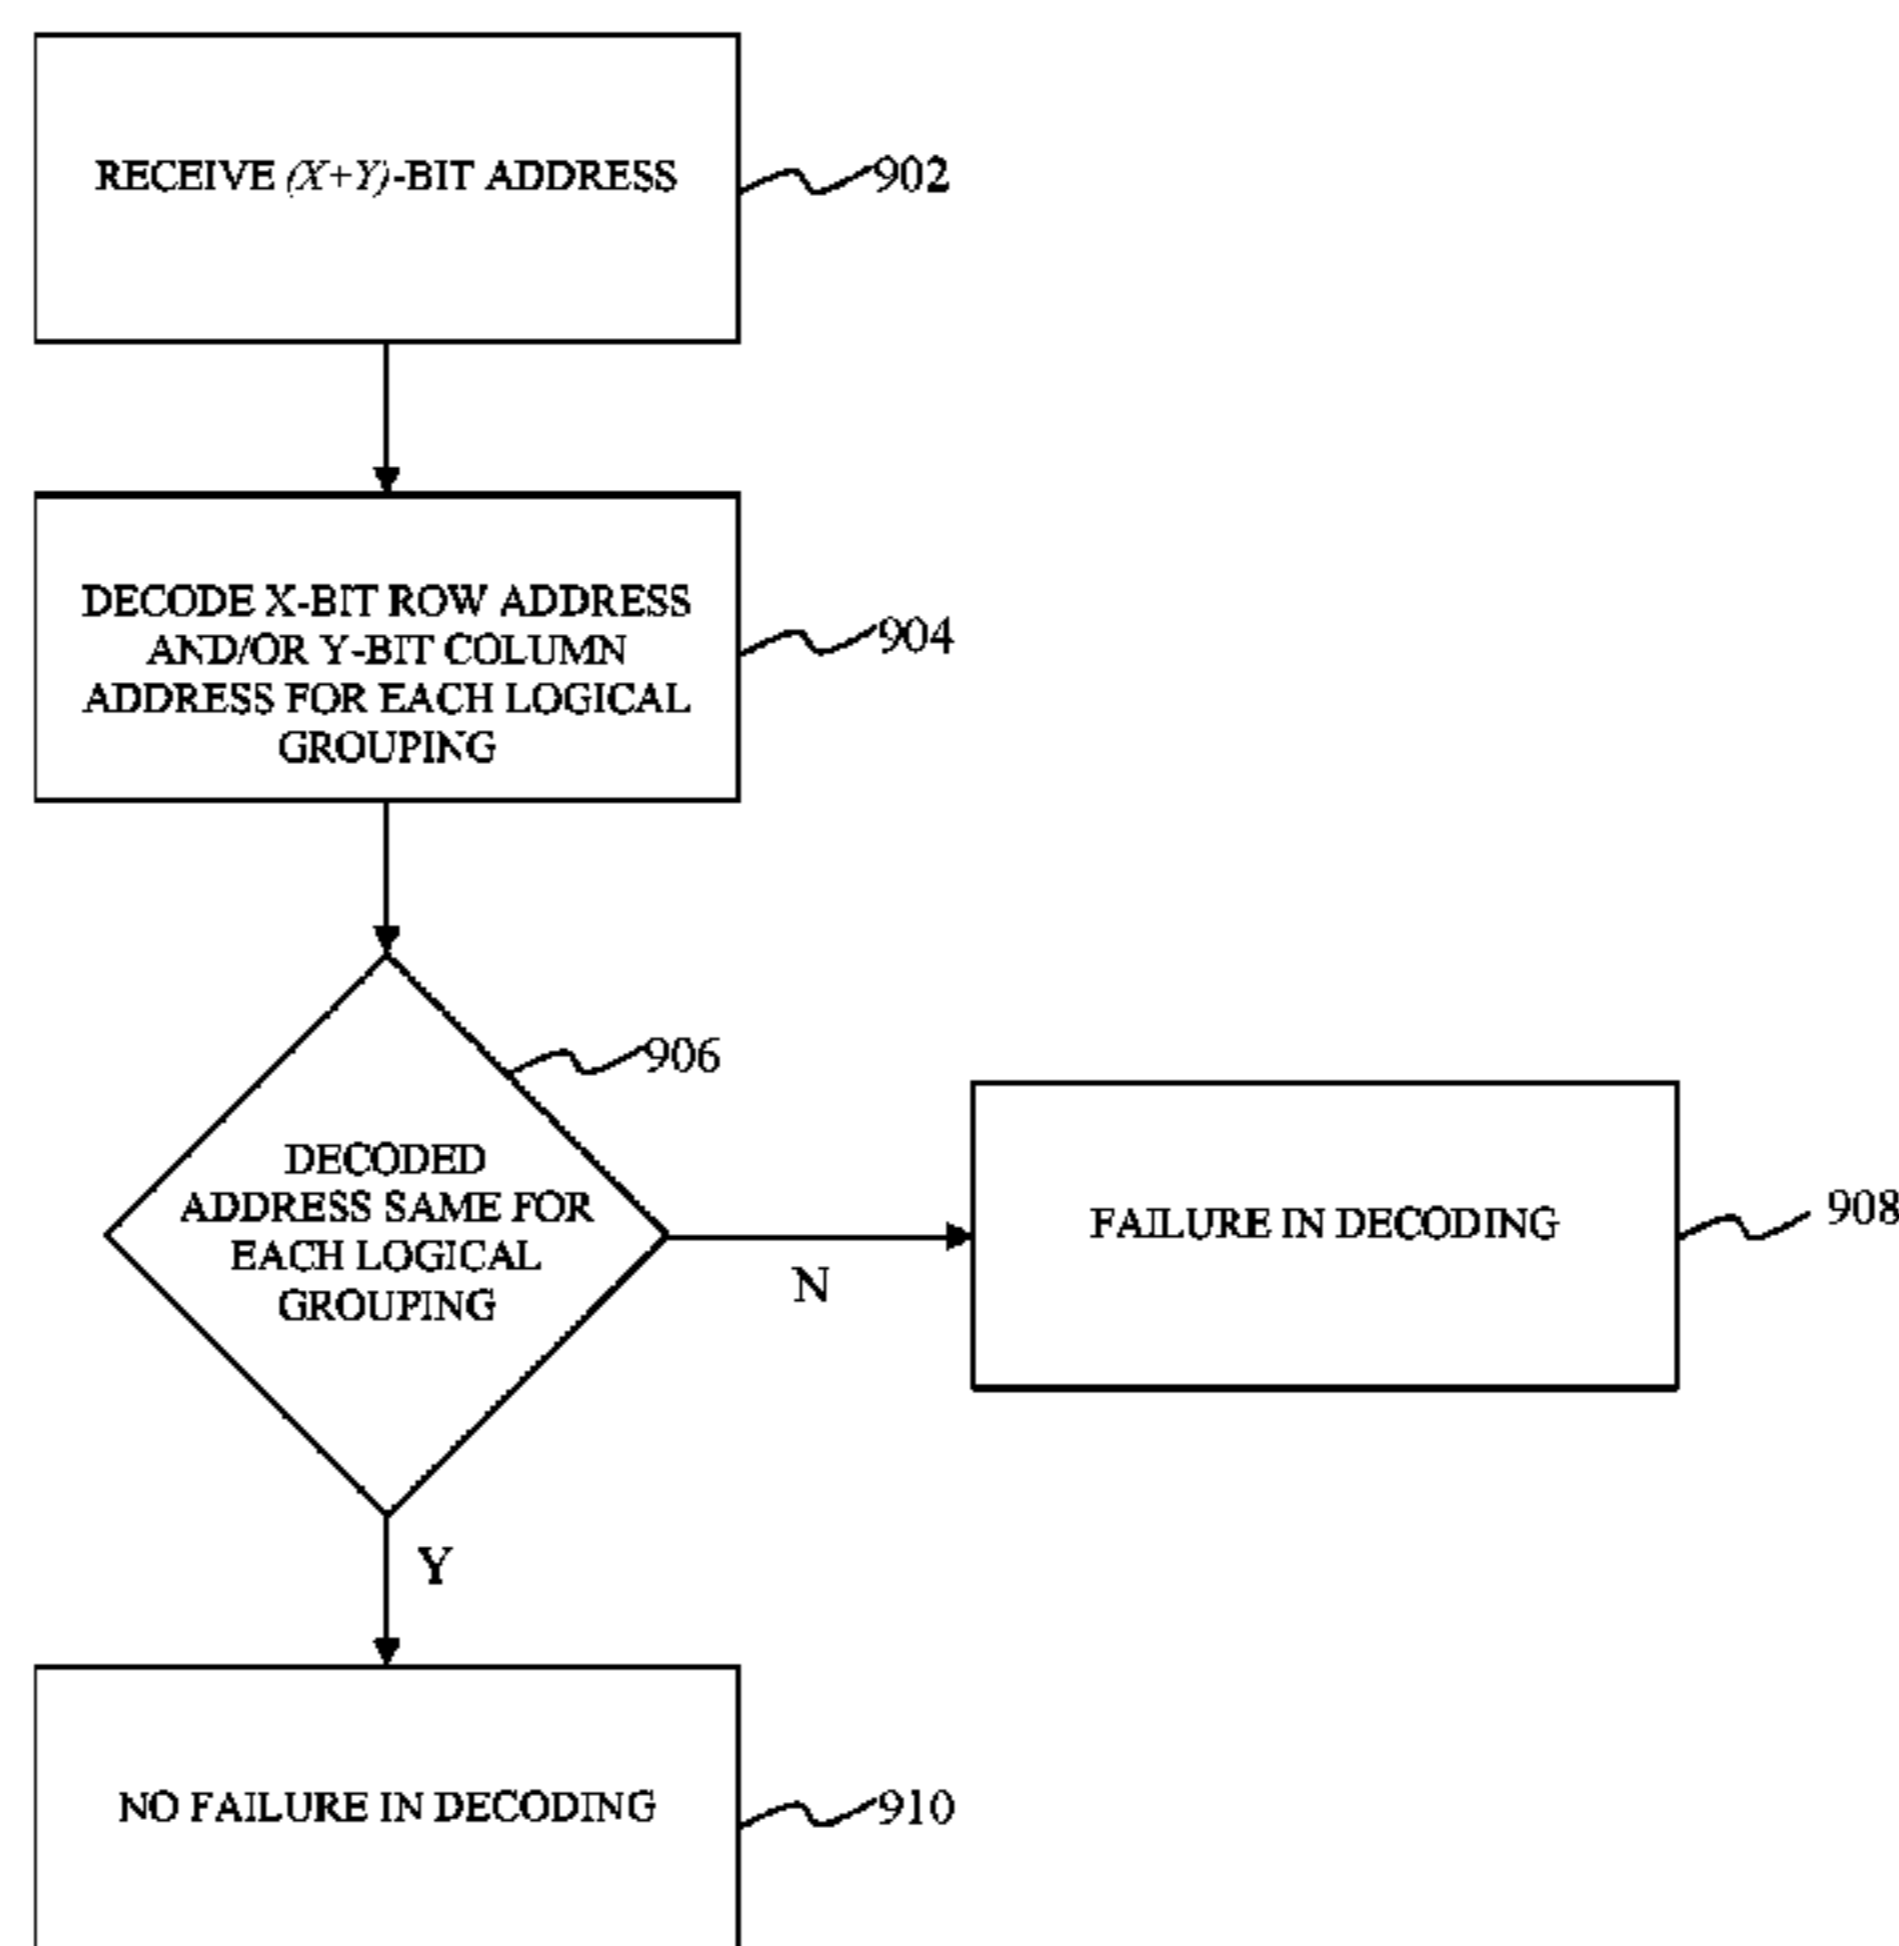 RECEIVE (X+Y)-BIT ADDRESS
902
DECODE X-BIT ROW ADDRESS
AND/OR Y-BIT COLUMN
ADDRESS FOR EACH LOGICAL
GROUPING
904
906
DECODED
ADDRESS SAME FOR
EACH LOGICAL
GROUPING
N
FAILURE IN DECODING
908
Y
NO FAILURE IN DECODING
910